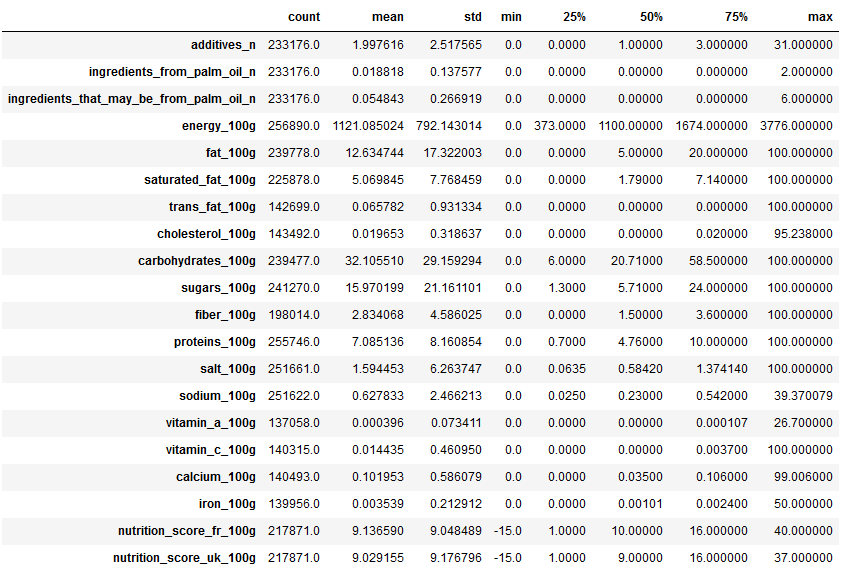 count mean std min 25% 50% 75% max
additives_n 233176.0 1.997616 2.517565 0.0 0.0000 1.00000 3.000000 31.000000
ingredients_from_palm_oil_n 233176.0 0.018818 0.137577 0.0 0.0000 0.00000 0.000000 2.000000
ingredients_that_may_be_from_palm_oil_n 233176.0 0.054843 0.266919 0.0 0.0000 0.00000 0.000000 6.000000
energy_100g 256890.0 1121.085024 792.143014 0.0 373.0000 1100.00000 1674.000000 3776.000000
fat_100g 239778.0 12.634744 17.322003 0.0 0.0000 5.00000 20.000000 100.000000
saturated_fat_100g 225878.0 5.069845 7.768459 0.0 0.0000 1.79000 7.140000 100.000000
trans_fat_100g 142699.0 0.065782 0.931334 0.0 0.0000 0.00000 0.000000 100.000000
cholesterol_100g 143492.0 0.019653 0.318637 0.0 0.0000 0.00000 0.020000 95.238000
carbohydrates_100g 239477.0 32.105510 29.159294 0.0 6.0000 20.71000 58.500000 100.000000
sugars_100g 241270.0 15.970199 21.161101 0.0 1.3000 5.71000 24.000000 100.000000
fiber_100g 198014.0 2.834068 4.586025 0.0 0.0000 1.50000 3.600000 100.000000
proteins_100g 255746.0 7.085136 8.160854 0.0 0.7000 4.76000 10.000000 100.000000
salt_100g 251661.0 1.594453 6.263747 0.0 0.0635 0.58420 1.374140 100.000000
sodium_100g 251622.0 0.627833 2.466213 0.0 0.0250 0.23000 0.542000 39.370079
vitamin_a_100g 137058.0 0.000396 0.073411 0.0 0.0000 0.00000 0.000107 26.700000
vitamin_c_100g 140315.0 0.014435 0.460950 0.0 0.0000 0.00000 0.003700 100.000000
calcium_100g 140493.0 0.101953 0.586079 0.0 0.0000 0.03500 0.106000 99.006000
iron_100g 139956.0 0.003539 0.212912 0.0 0.0000 0.00101 0.002400 50.000000
nutrition_score_fr_100g 217871.0 9.136590 9.048489 -15.0 1.0000 10.00000 16.000000 40.000000
nutrition_score_uk_100g 217871.0 9.029155 9.176796 -15.0 1.0000 9.00000 16.000000 37.000000